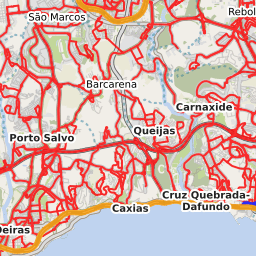 São Marcos
Rebol
Barcarena
Carnaxide
Porto Salvo
Queijas
Cruz Quebrada-
Dafundo
Caxias
Oeiras